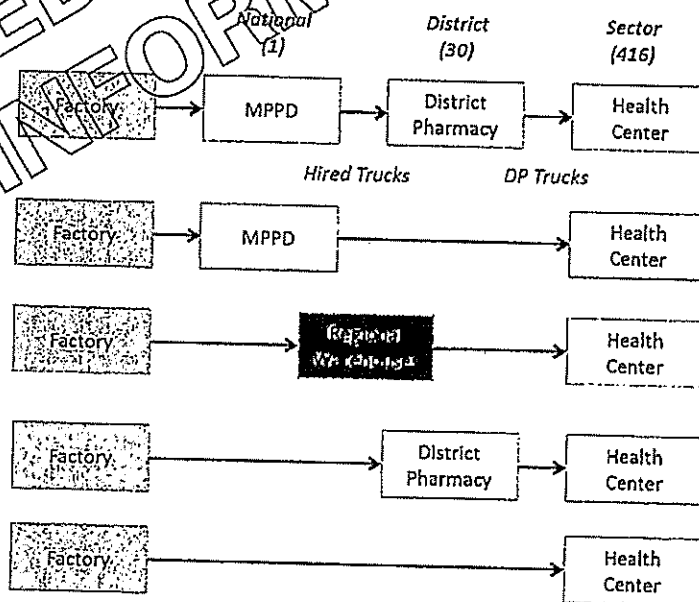 National
(1)
District
(30)
Sector
(416)
Factory
MPPD
District
Pharmacy
Health
Center
Hired Trucks
DP Trucks
Factory
MPPD
Health
Center
Factory
Regional
Warehouses
Health
Center
Factory
District
Pharmacy
Health
Center
Factory
Health
Center